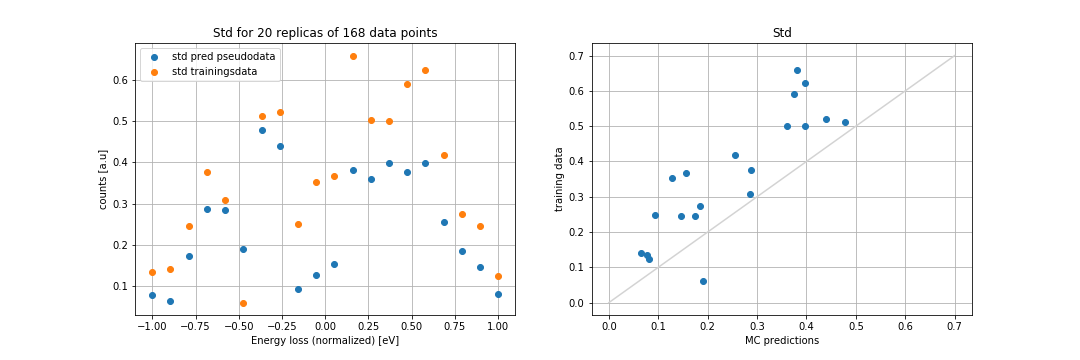 Std for 20 replicas of 168 data points
std pred pseudodata
std trainingsdata
counts [a.u]
0.6
0.5
0.4
0.3
0.2
0.1
−1.00 −0.75 −0.50 −0.25 0.00 0.25 0.50 0.75 1.00
Energy loss (normalized) [eV]
Std
training data
0.7
0.6
0.5
0.4
0.3
0.2
0.1
0.0
0.0 0.1 0.2 0.3 0.4 0.5 0.6 0.7
MC predictions